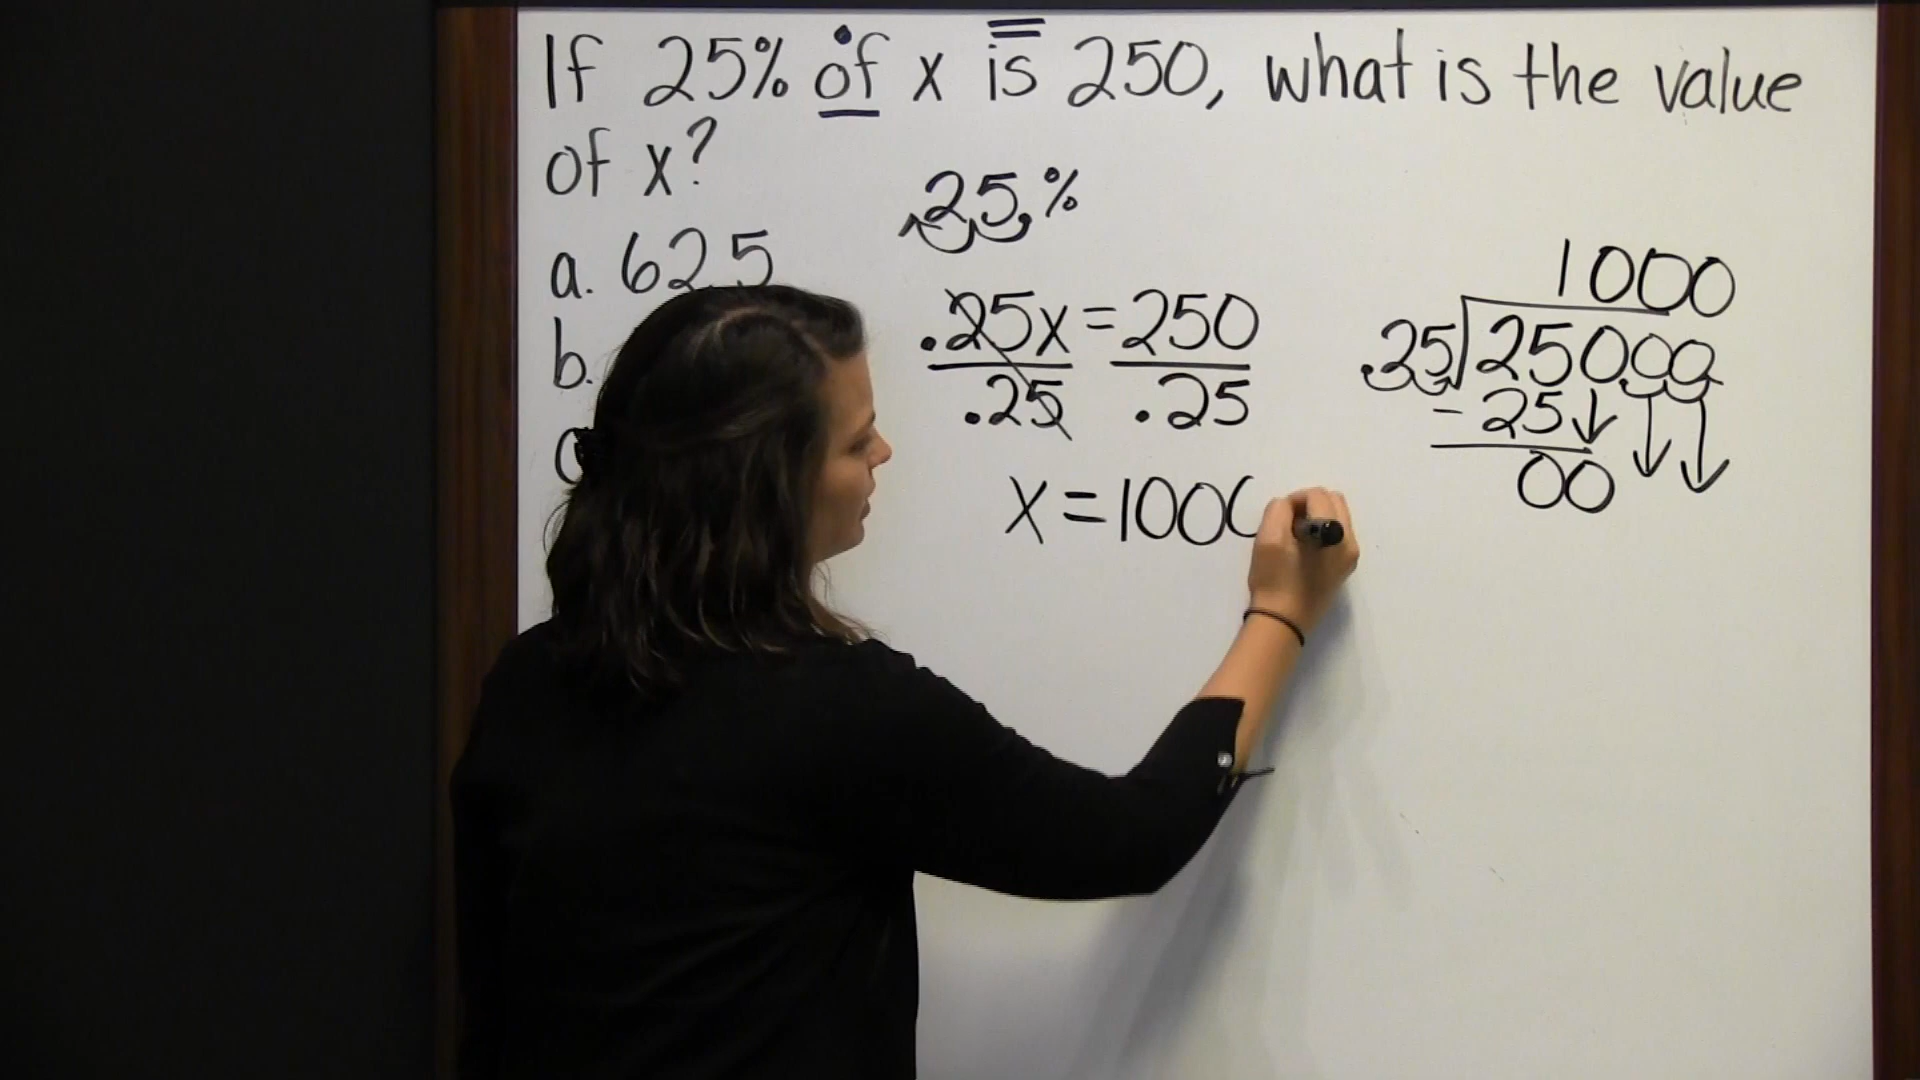 If 25% of x is 250, what is the value
of x?
25.%
a. 62.5
.25x = 250
.25 .25
b.
x = 1000
1000
.25 250 00
- 25
00